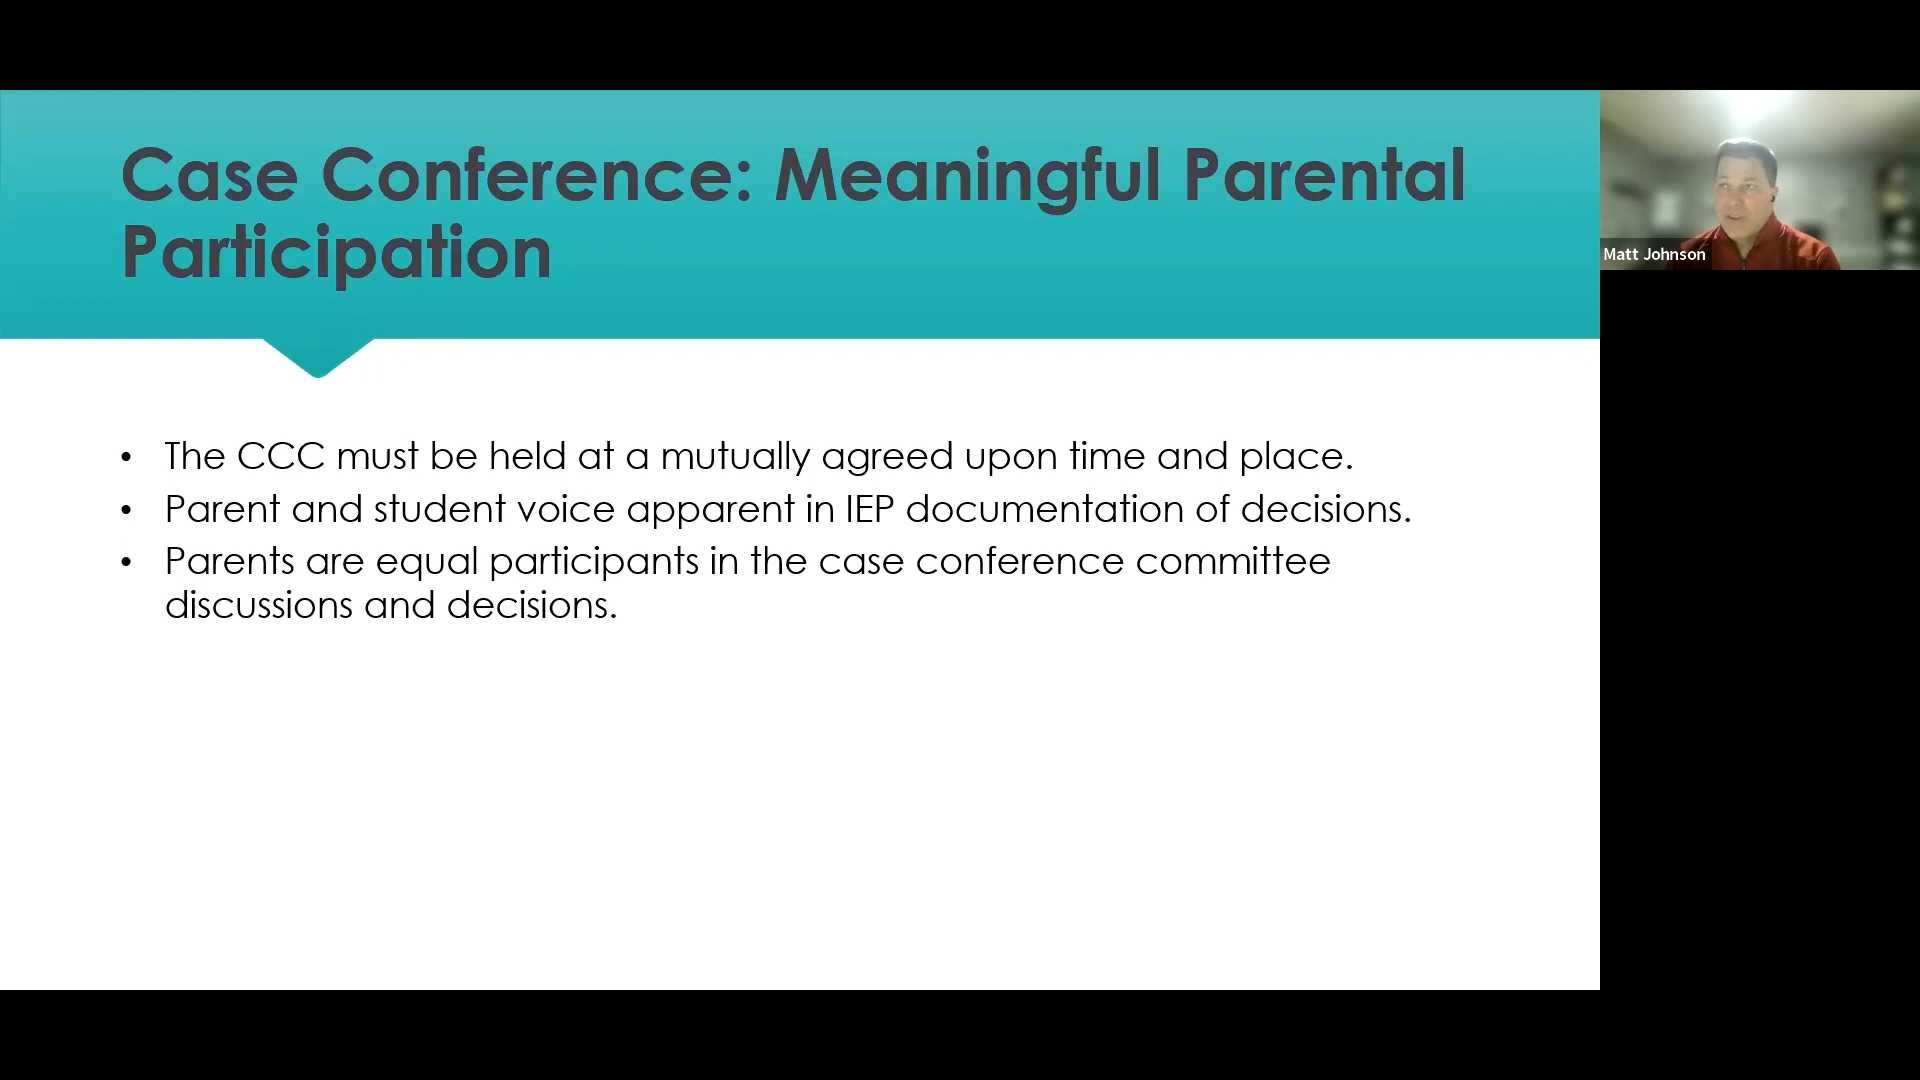 Case Conference: Meaningful Parental
Participation
• The CCC must be held at a mutually agreed upon time and place.
• Parent and student voice apparent in IEP documentation of decisions.
• Parents are equal participants in the case conference committee
discussions and decisions.
Matt Johnson